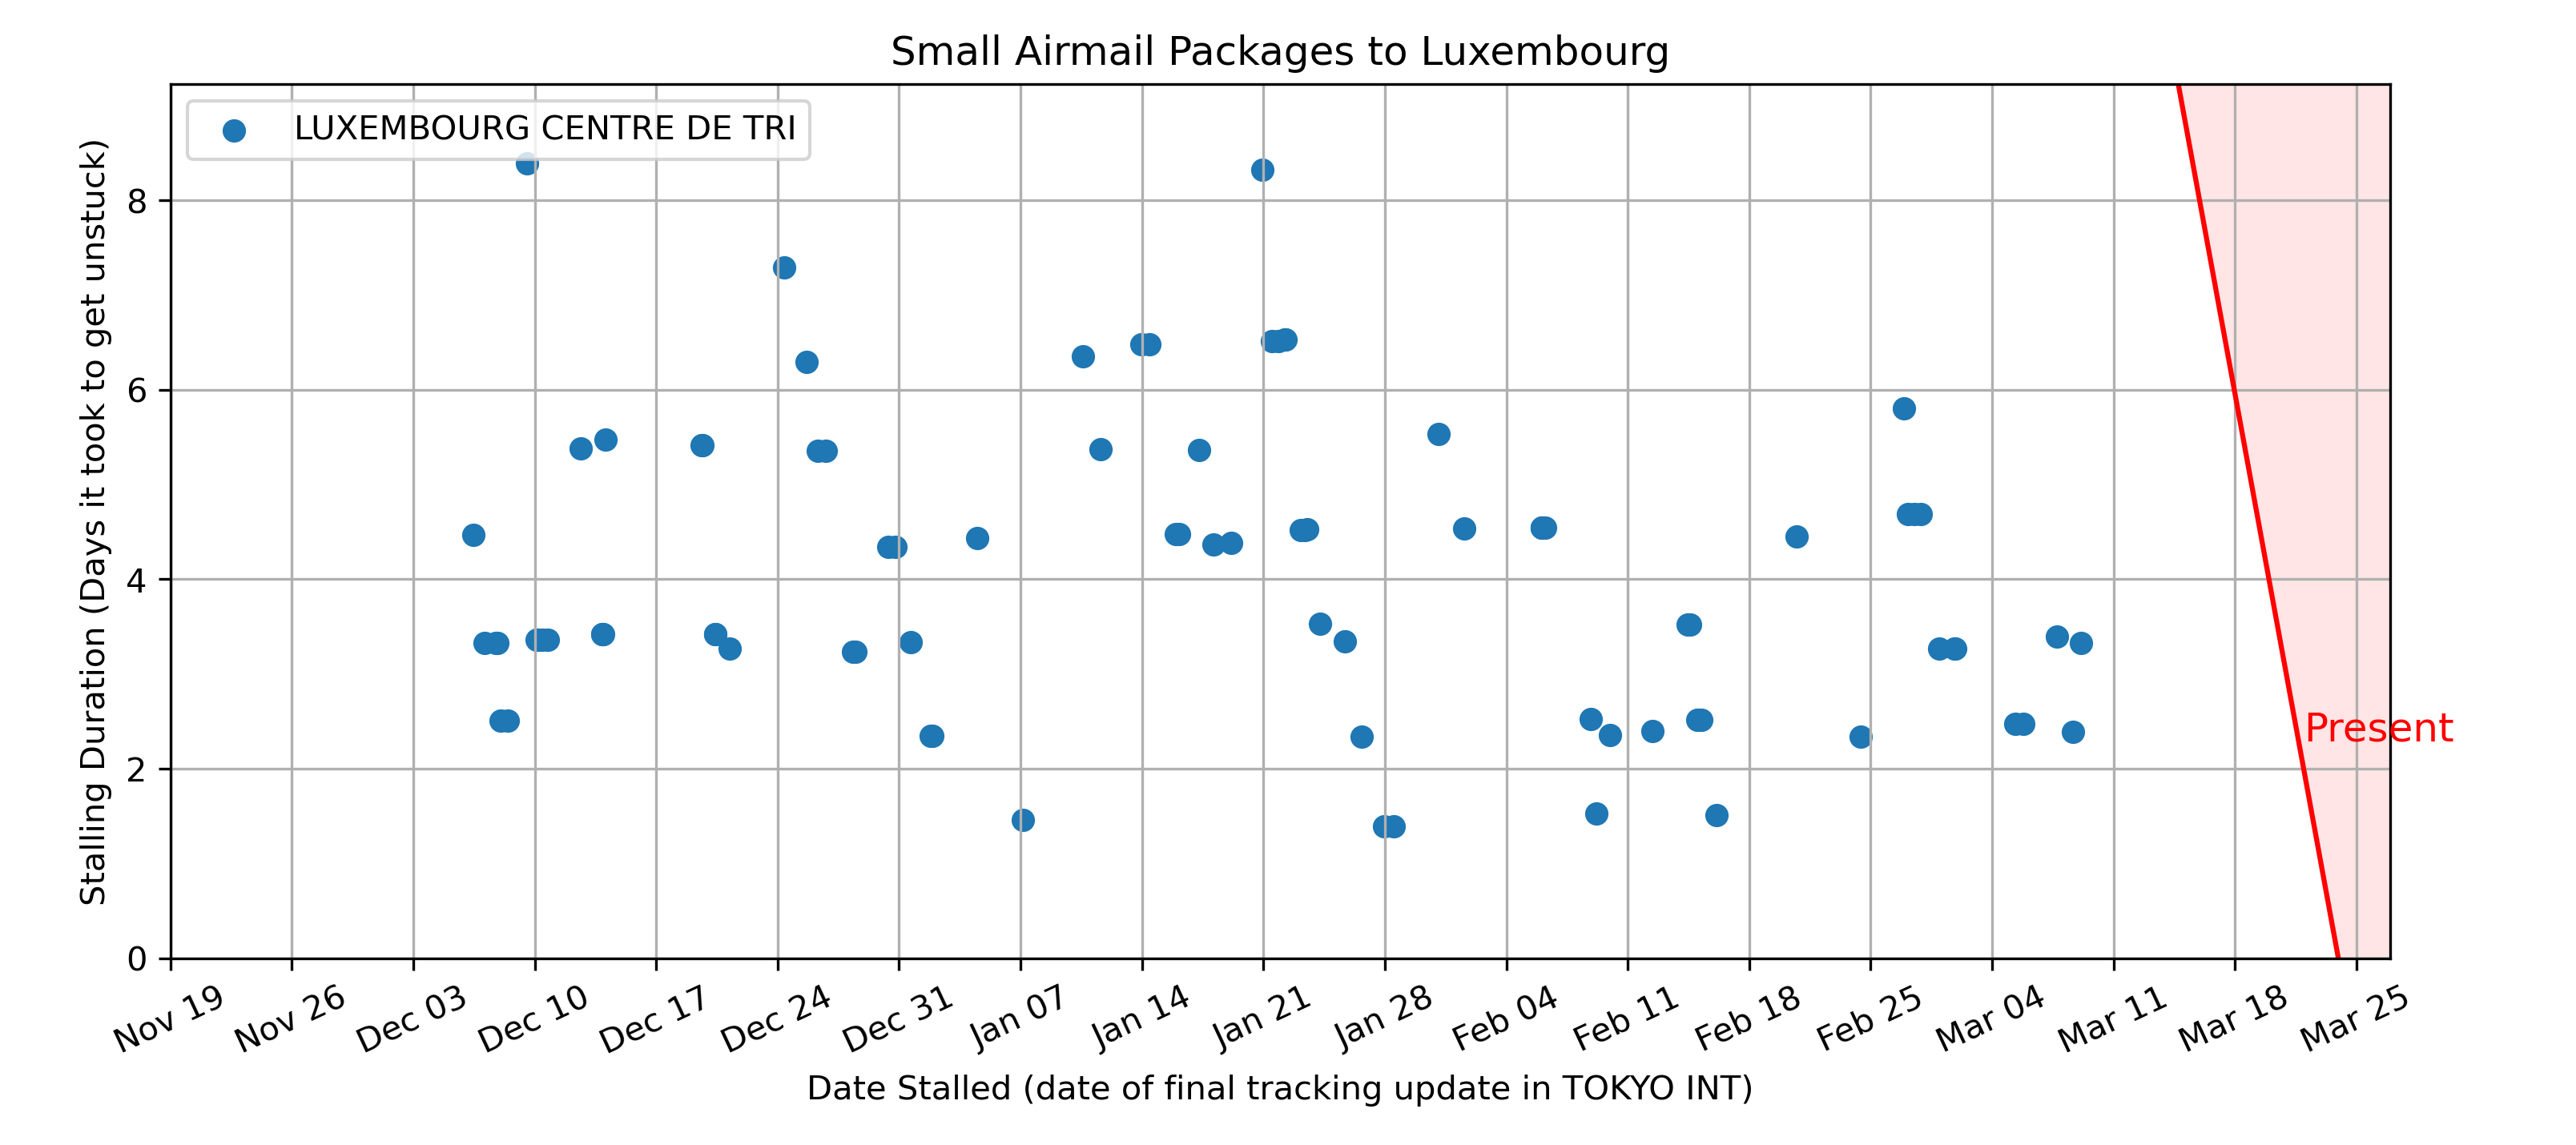 Small Airmail Packages to Luxembourg
LUXEMBOURG CENTRE DE TRI
Stalling Duration (Days it took to get unstuck)
8
6
4
2
0
Present
Nov 19
Nov 26
Dec 03
Dec 10
Dec 17
Dec 24
Dec 31
Jan 07
Jan 14
Jan 21
Jan 28
Feb 04
Feb 11
Feb 18
Feb 25
Mar 04
Mar 11
Mar 18
Mar 25
Date Stalled (date of final tracking update in TOKYO INT)